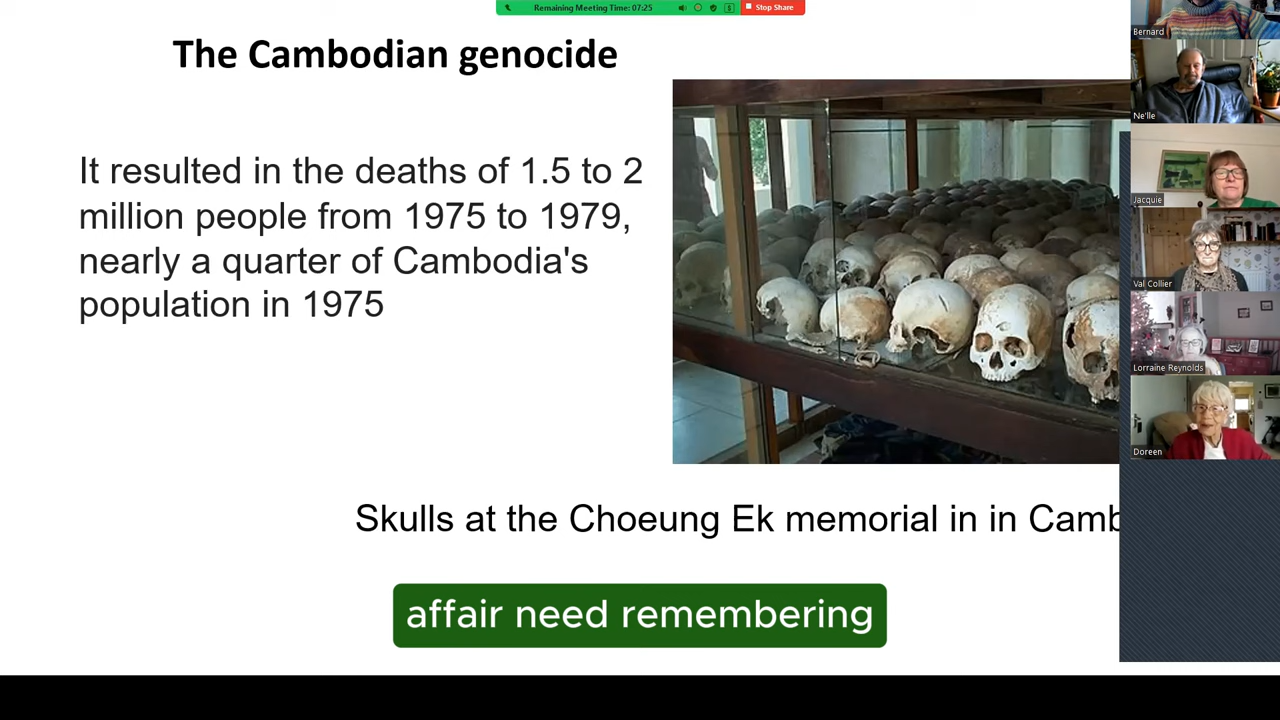 Remaining Meeting Time: 07:25
Stop Share
The Cambodian genocide
It resulted in the deaths of 1.5 to 2
million people from 1975 to 1979,
nearly a quarter of Cambodia's
population in 1975
Skulls at the Choeung Ek memorial in in Camb
affair need remembering
Bernard
Ne'lle
Jacquie
Val Collier
Lorraine Reynolds
Doreen